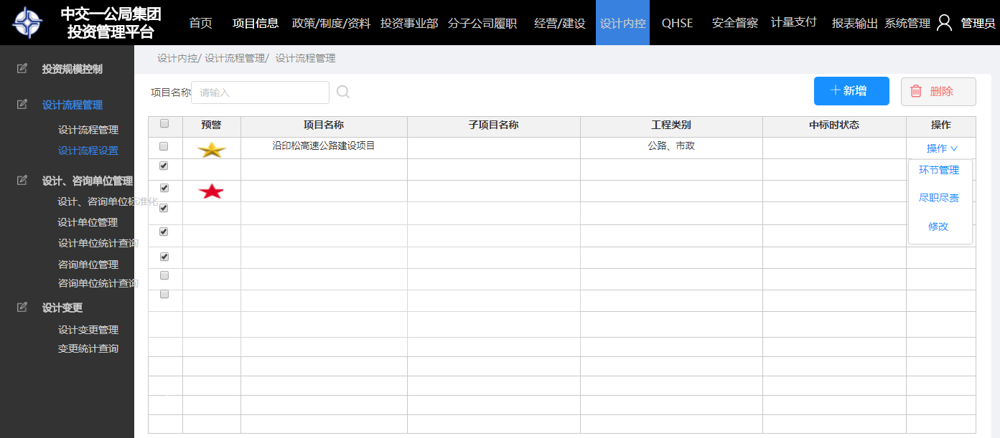 中交一公局集团
投资管理平台
首页 项目信息 政策/制度/资料 投资事业部 分子公司履职 经营/建设 设计内控 QHSE 安全督察 计量支付 报表输出 系统管理 管理员
投资规模控制
设计流程管理
设计流程管理
设计流程设置
设计、咨询单位管理
设计、咨询单位标准化
设计单位管理
设计单位统计查询
咨询单位管理
咨询单位统计查询
设计变更
设计变更管理
变更统计查询
设计内控/ 设计流程管理/ 设计流程管理
项目名称 请输入 新增 删除
预警 项目名称 子项目名称 工程类别 中标时状态 操作
沿印松高速公路建设项目 公路、市政 操作
环节管理
尽职尽责
修改